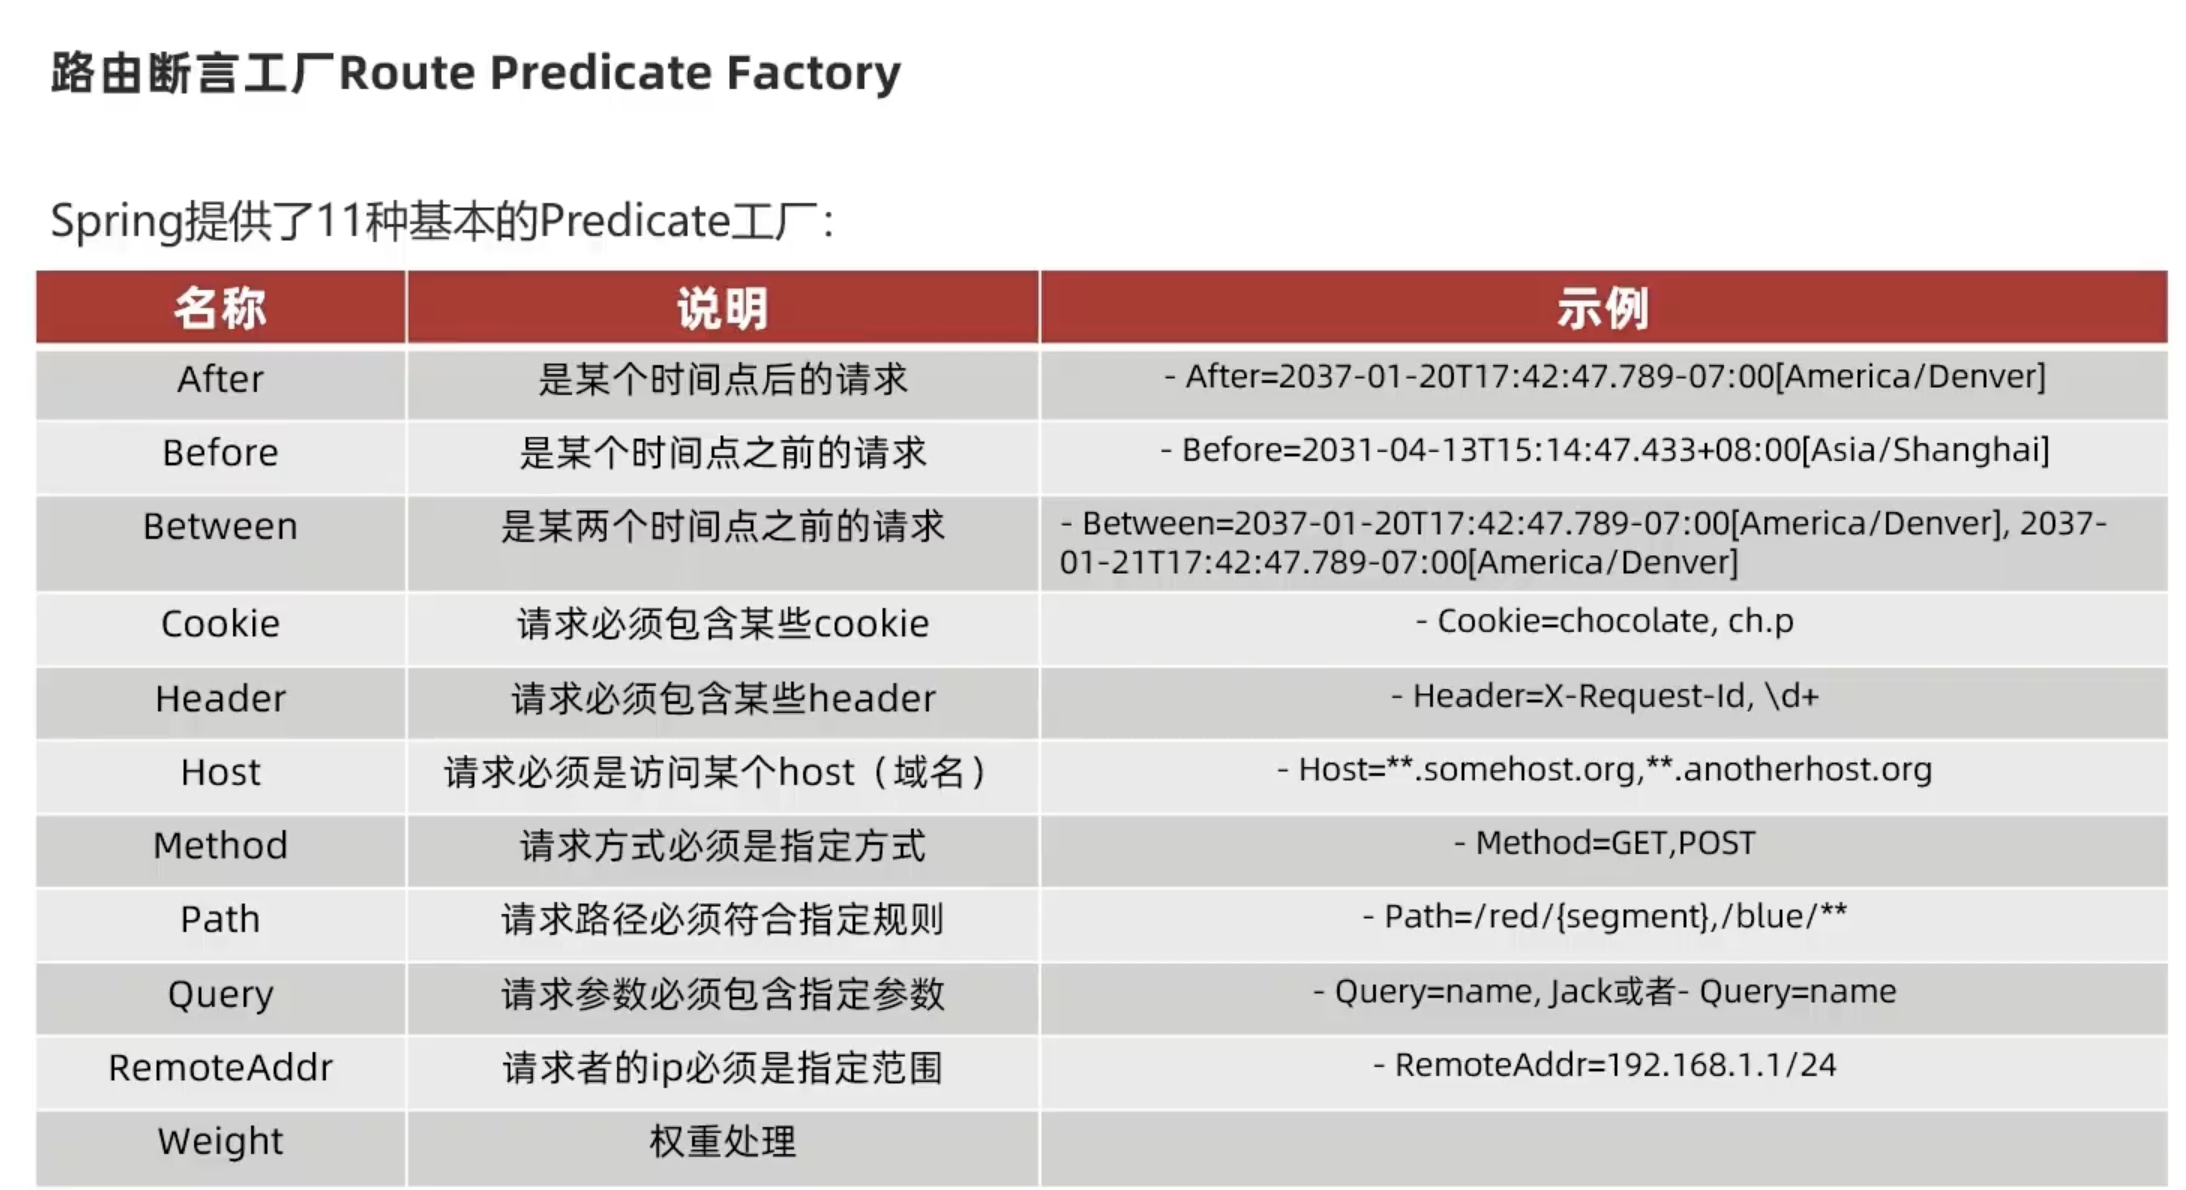 路由断言工厂Route Predicate Factory
Spring提供了11种基本的Predicate工厂：
名称 说明 示例
After 是某个时间点后的请求 - After=2037-01-20T17:42:47.789-07:00[America/Denver]
Before 是某个时间点之前的请求 - Before=2031-04-13T15:14:47.433+08:00[Asia/Shanghai]
Between 是某两个时间点之前的请求 - Between=2037-01-20T17:42:47.789-07:00[America/Denver], 2037-
01-21T17:42:47.789-07:00[America/Denver]
Cookie 请求必须包含某些cookie - Cookie=chocolate, ch.p
Header 请求必须包含某些header - Header=X-Request-Id, \d+
Host 请求必须是访问某个host（域名） - Host=**.somehost.org,**.anotherhost.org
Method 请求方式必须是指定方式 - Method=GET,POST
Path 请求路径必须符合指定规则 - Path=/red/{segment},/blue/**
Query 请求参数必须包含指定参数 - Query=name, Jack或者- Query=name
RemoteAddr 请求者的ip必须是指定范围 - RemoteAddr=192.168.1.1/24
Weight 权重处理